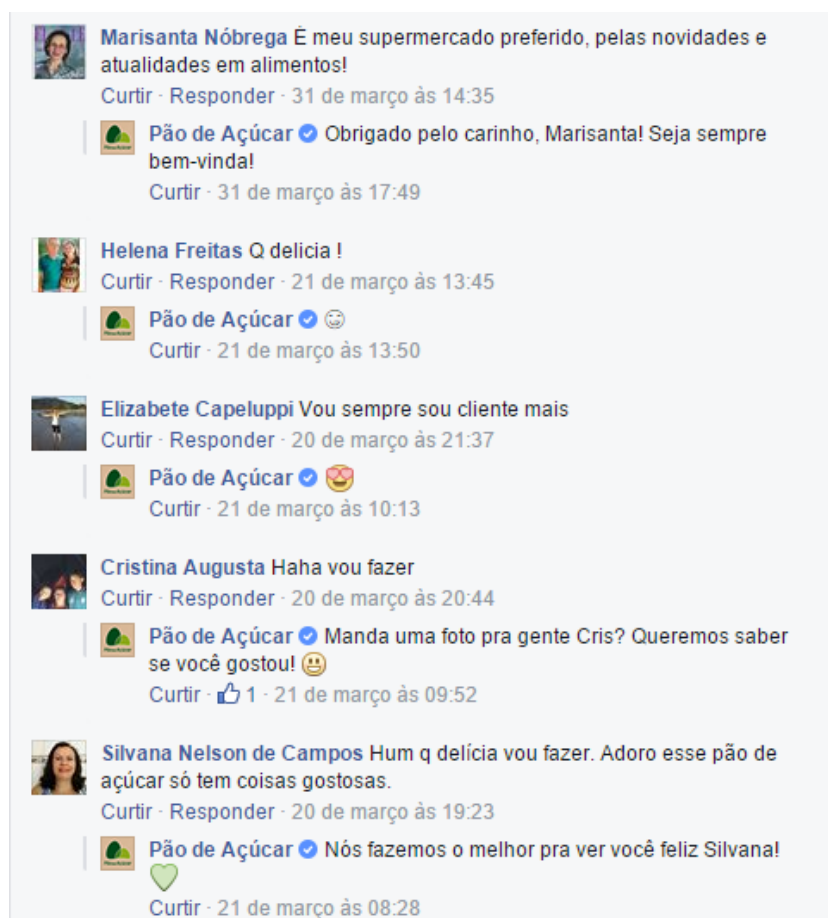 Marisanta Nóbrega É meu supermercado preferido, pelas novidades e
atualidades em alimentos!
Curtir · Responder · 31 de março às 14:35
Pão de Açúcar Obrigado pelo carinho, Marisanta! Seja sempre
bem-vinda!
Curtir · 31 de março às 17:49
Helena Freitas Q delicia !
Curtir · Responder · 21 de março às 13:45
Pão de Açúcar
Curtir · 21 de março às 13:50
Elizabete Capeluppi Vou sempre sou cliente mais
Curtir · Responder · 20 de março às 21:37
Pão de Açúcar 😍
Curtir · 21 de março às 10:13
Cristina Augusta Haha vou fazer
Curtir · Responder · 20 de março às 20:44
Pão de Açúcar Manda uma foto pra gente Cris? Queremos saber
se você gostou! 😃
Curtir · 1 · 21 de março às 09:52
Silvana Nelson de Campos Hum q delícia vou fazer. Adoro esse pão de
açúcar só tem coisas gostosas.
Curtir · Responder · 20 de março às 19:23
Pão de Açúcar Nós fazemos o melhor pra ver você feliz Silvana!
💚
Curtir · 21 de março às 08:28